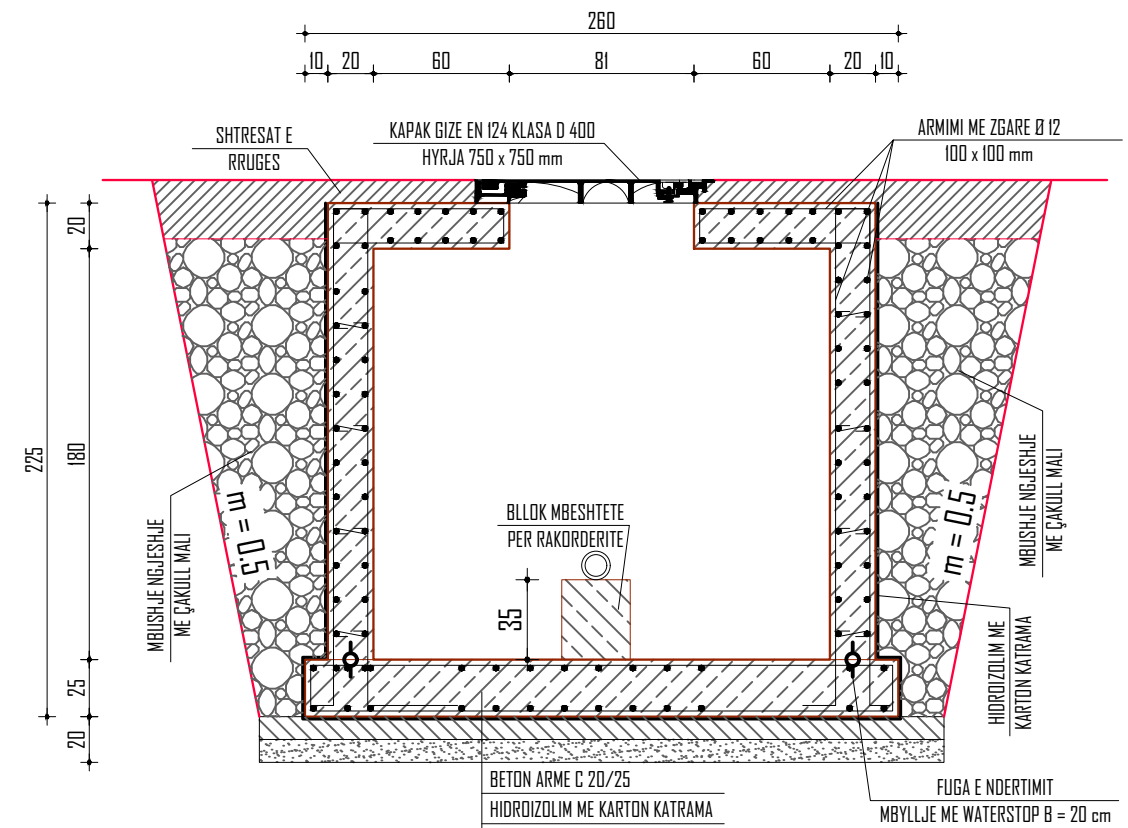 260
10 20 60 81 60 20 10
SHTRESAT E
RRUGES
KAPAK GIZE EN 124 KLASA D 400
HYRJA 750 x 750 mm
ARMIMI ME ZGARE Ø 12
100 x 100 mm
20
225
180
25
20
MBUSHJE NGJESHJE
ME ÇAKULL MALI
m = 0.5
BLLOK MBESHTETE
PER RAKORDERITE
35
m = 0.5
MBUSHJE NGJESHJE
ME ÇAKULL MALI
HIDROIZOLIM ME
KARTON KATRAMA
BETON ARME C 20/25
HIDROIZOLIM ME KARTON KATRAMA
FUGA E NDERTIMIT
MBYLLJE ME WATERSTOP B = 20 cm